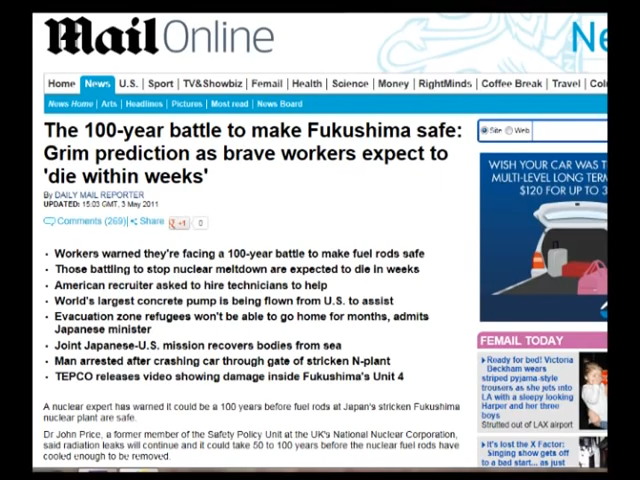 Mail Online
Ne
Home News U.S. Sport TV&Showbiz Femail Health Science Money RightMinds Coffee Break Travel
News Home Arts Headlines Pictures Most read News Board
The 100-year battle to make Fukushima safe:
Grim prediction as brave workers expect to
'die within weeks'
By DAILY MAIL REPORTER
UPDATED: 15:03 GMT, 3 May 2011
Comments (269) Share +1 0
Site Web
Workers warned they're facing a 100-year battle to make fuel rods safe
Those battling to stop nuclear meltdown are expected to die in weeks
American recruiter asked to hire technicians to help
World's largest concrete pump is being flown from U.S. to assist
Evacuation zone refugees won't be able to go home for months, admits
Japanese minister
Joint Japanese-U.S. mission recovers bodies from sea
Man arrested after crashing car through gate of stricken N-plant
TEPCO releases video showing damage inside Fukushima's Unit 4
A nuclear expert has warned it could be a 100 years before fuel rods at Japan's stricken Fukushima
nuclear plant are safe.
Dr John Price, a former member of the Safety Policy Unit at the UK's National Nuclear Corporation,
said radiation leaks will continue and it could take 50 to 100 years before the nuclear fuel rods have
cooled enough to be removed.
WISH YOUR CAR WAS T
MULTI-LEVEL LONG TERM
$120 FOR UP TO 3
FEMAIL TODAY
Ready for bed! Victoria
Beckham wears
striped pyjama-style
trousers as she jets into
LA with a sleepy looking
Harper and her three
boys
Strutted out of LAX airport
It's lost the X Factor:
Singing show gets off
to a bad start... as just